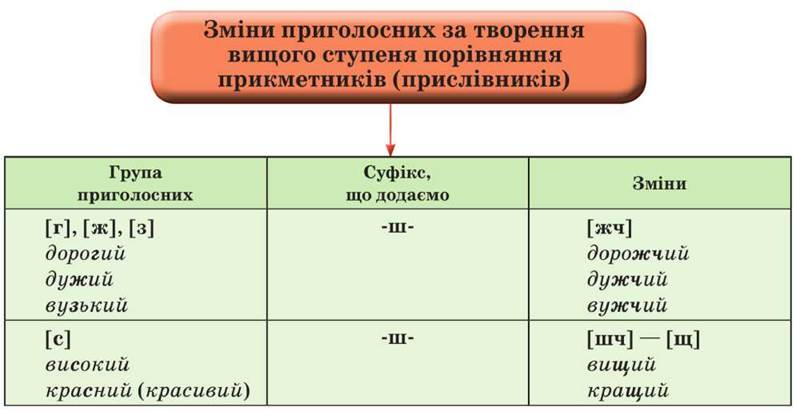 Зміни приголосних за творення
вищого ступеня порівняння
прикметників (прислівників)
Група
приголосних
Суфікс,
що додаємо
Зміни
[г], [ж], [з]
дорогий
дужий
вузький
-ш-
[жч]
дорожчий
дужчий
вужчий
[с]
високий
красний (красивий)
-ш-
[шч] — [щ]
вищий
кращий